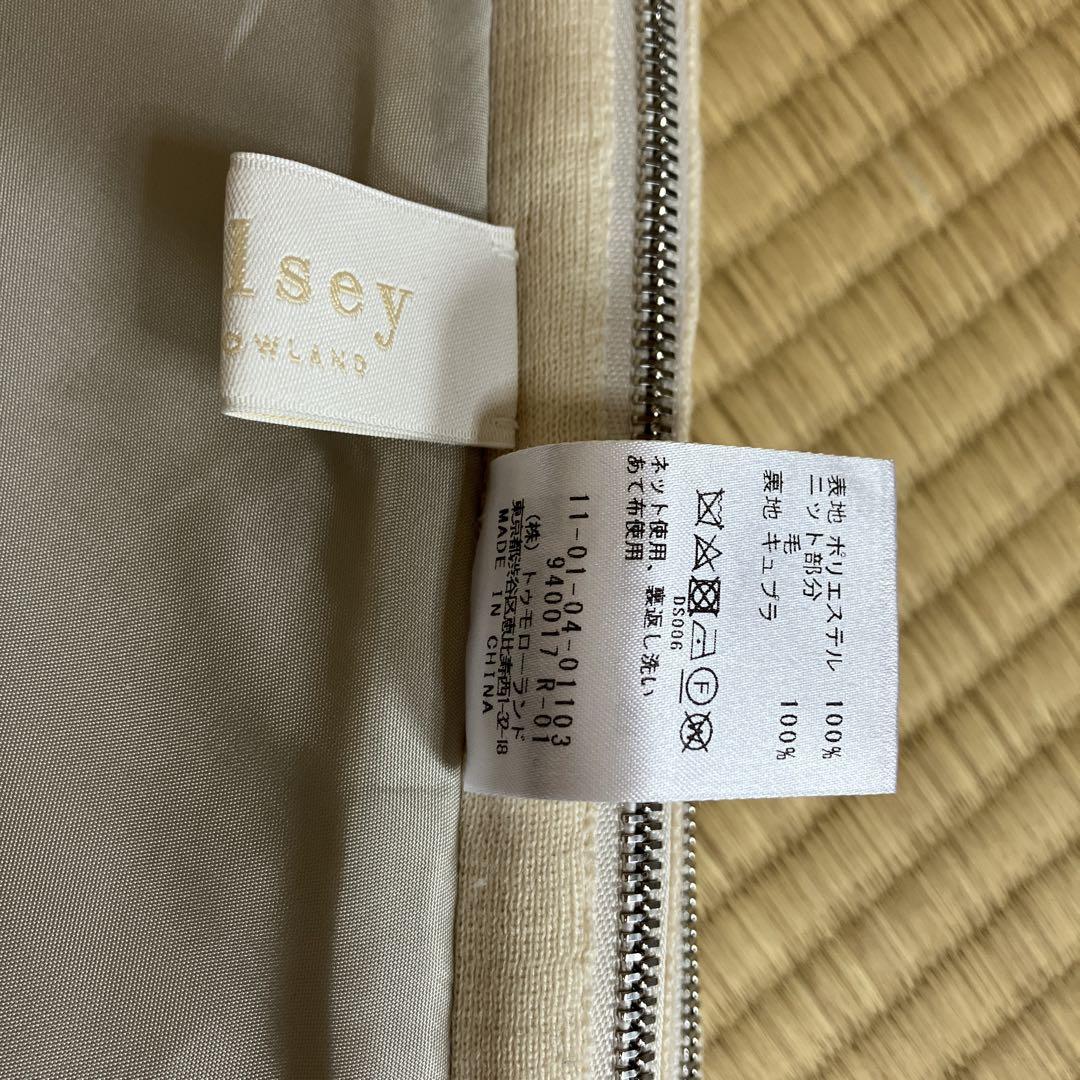 lsey
OWLAND
表地 ポリエステル 100%
ニット部分
毛 100%
裏地 キュプラ
DS006
ネット使用、裏返し洗い
あて布使用
11-01-04-01103
940017 R-01
(株) トゥモローランド
東京都渋谷区恵比寿西1-32-18
MADE IN CHINA